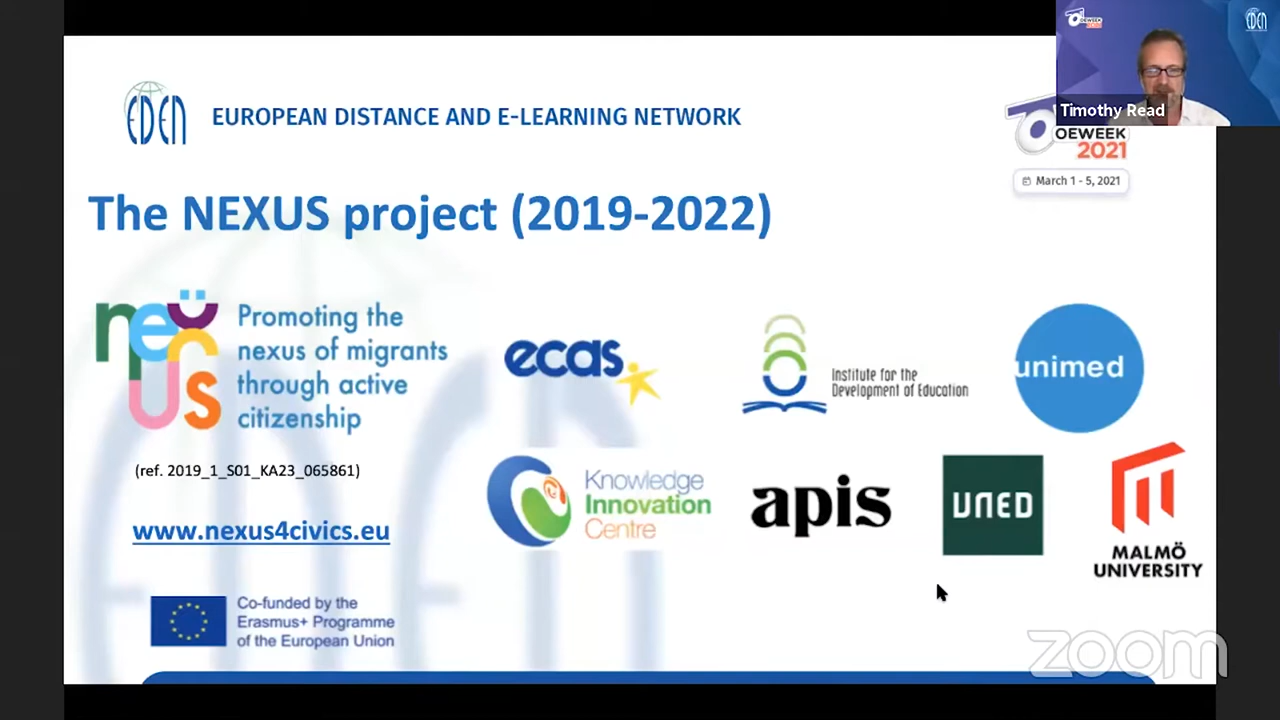 EDEN
EUROPEAN DISTANCE AND E-LEARNING NETWORK
OEWEEK
EDEN
Timothy Read
OEWEEK
2021
March 1 - 5, 2021
The NEXUS project (2019-2022)
nexus
Promoting the
nexus of migrants
through active
citizenship
(ref. 2019_1_S01_KA23_065861)
www.nexus4civics.eu
Co-funded by the
Erasmus+ Programme
of the European Union
ecas
Institute for the
Development of Education
unimed
Knowledge
Innovation
Centre
apis
UNED
MALMÖ
UNIVERSITY
zoom